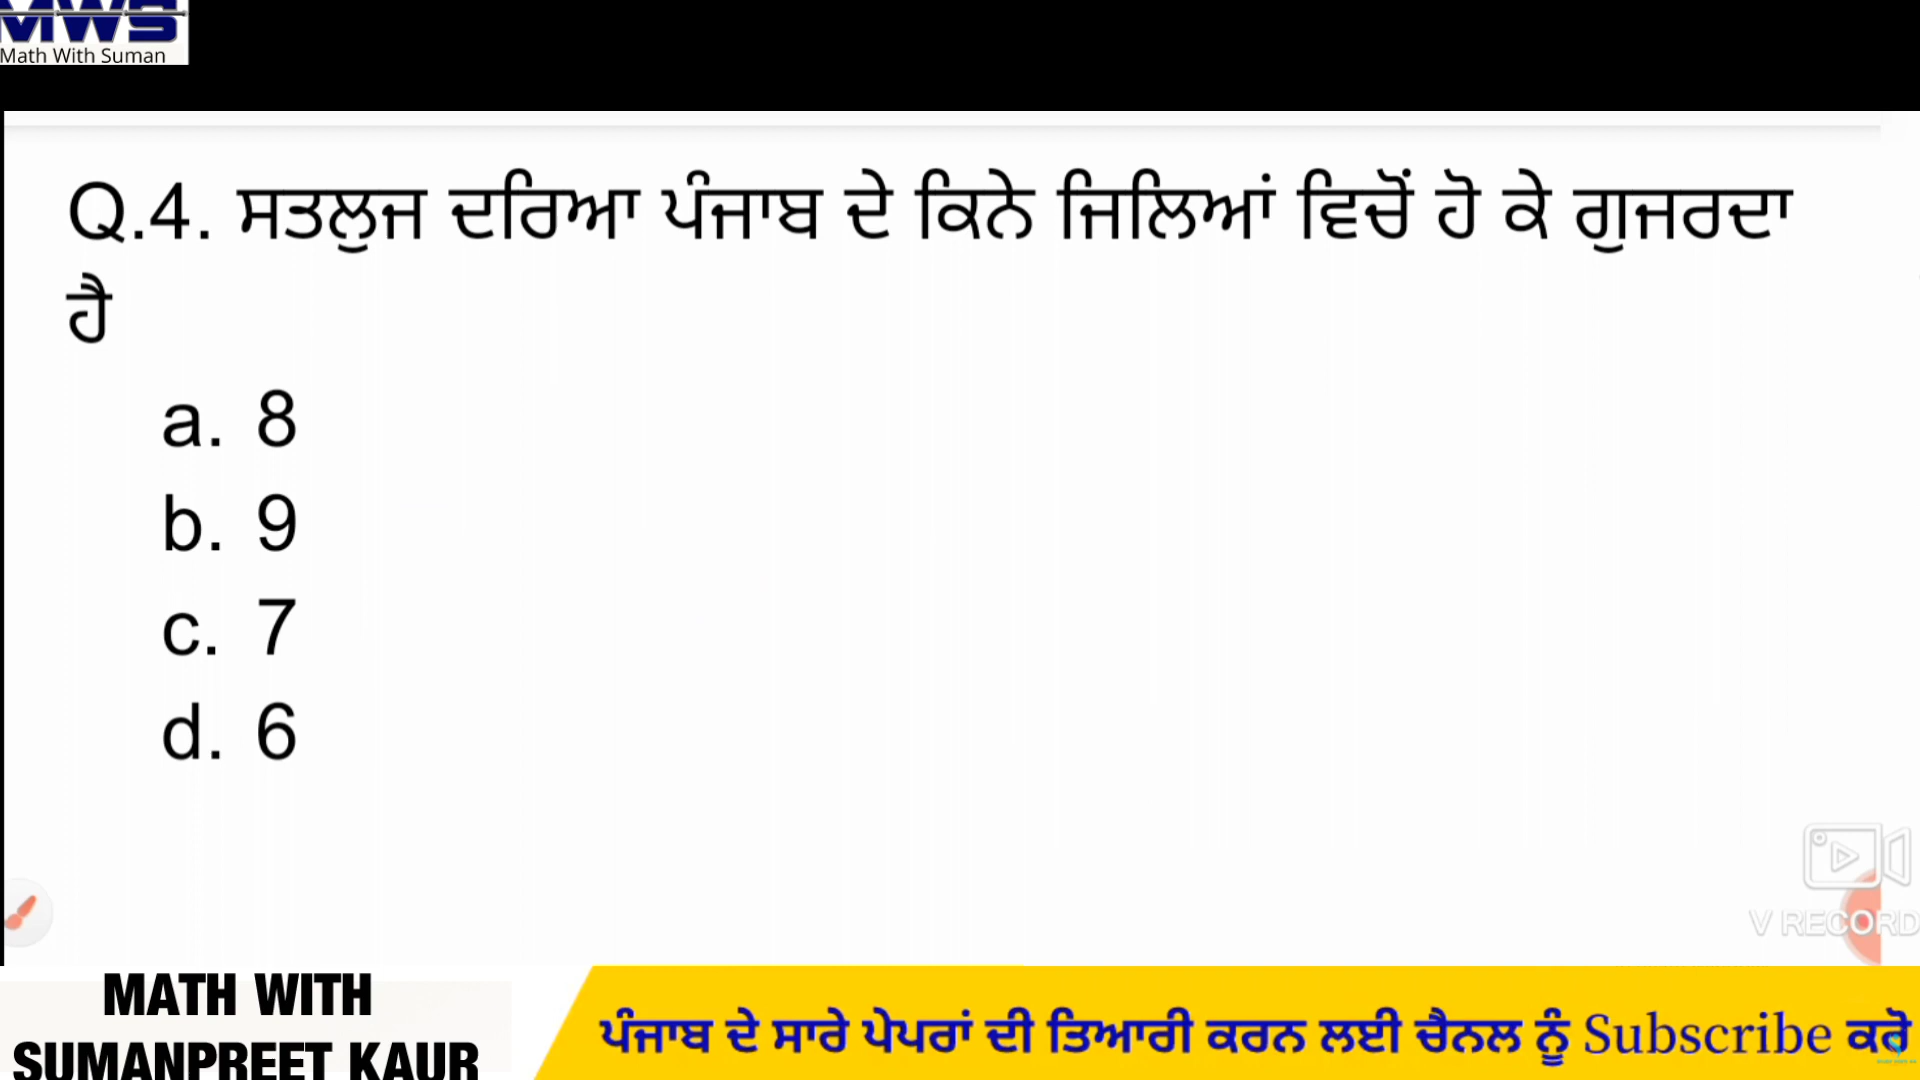 MWS
Math With Suman
Q.4. ਸਤਲੁਜ ਦਰਿਆ ਪੰਜਾਬ ਦੇ ਕਿਨੇ ਜਿਲਿਆਂ ਵਿਚੋਂ ਹੋ ਕੇ ਗੁਜਰਦਾ
ਹੈ
a. 8
b. 9
c. 7
d. 6
V RECORD
MATH WITH
SUMANPREET KAUR
ਪੰਜਾਬ ਦੇ ਸਾਰੇ ਪੇਪਰਾਂ ਦੀ ਤਿਆਰੀ ਕਰਨ ਲਈ ਚੈਨਲ ਨੂੰ Subscribe ਕਰੋ